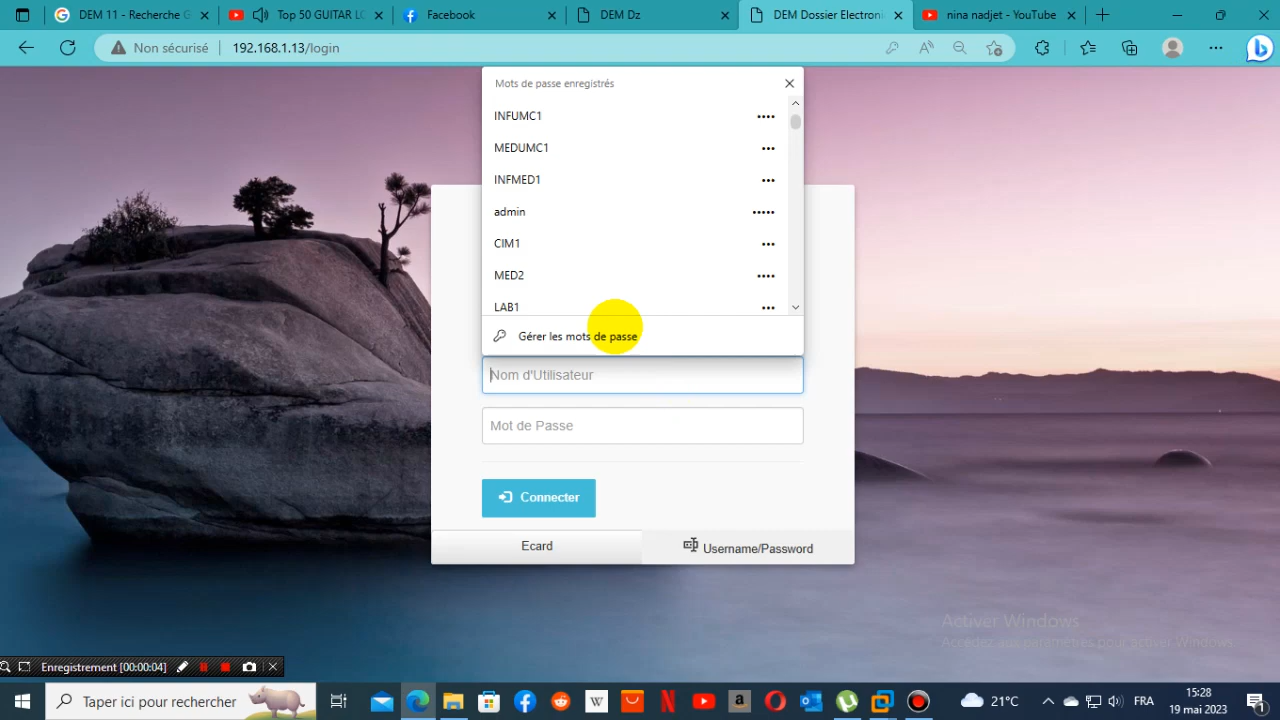 DEM 11 - Recherche G
Top 50 GUITAR LO
Facebook
DEM Dz
DEM Dossier Electroni
nina nadjet - YouTube
Non sécurisé
192.168.1.13/login
Mots de passe enregistrés
INFUMC1 ••••
MEDUMC1 •••
INFMED1 •••
admin •••••
CIM1 •••
MED2 ••••
LAB1 •••
Gérer les mots de passe
Nom d'Utilisateur
Mot de Passe
Connecter
Ecard
Username/Password
Activer Windows
Accédez aux paramètres pour activer Windows.
Enregistrement [00:00:04]
Taper ici pour rechercher
21°C
FRA
15:28
19 mai 2023
1